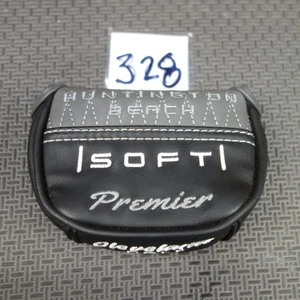 328
HUNTINGTON
BEACH
SOFT
Premier
Cleveland